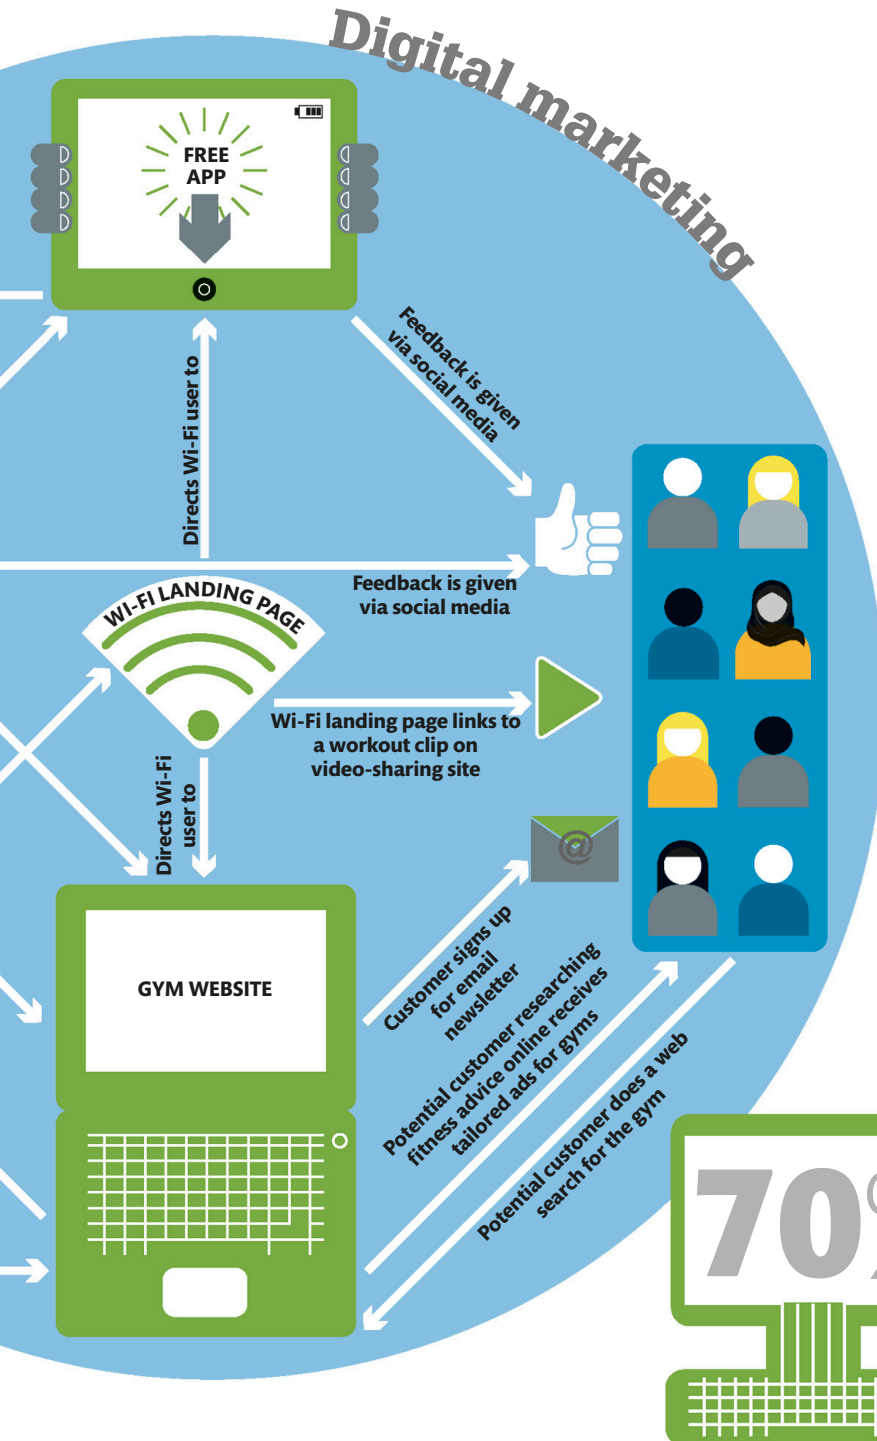 Digital marketing
FREE
APP
Feedback is given
via social media
Directs Wi-Fi user to
WI-FI LANDING PAGE
Feedback is given
via social media
Wi-Fi landing page links to
a workout clip on
video-sharing site
Directs Wi-Fi
user to
@
GYM WEBSITE
Customer signs up
for email
newsletter
Potential customer researching
fitness advice online receives
tailored ads for gyms
Potential customer does a web
search for the gym
70%